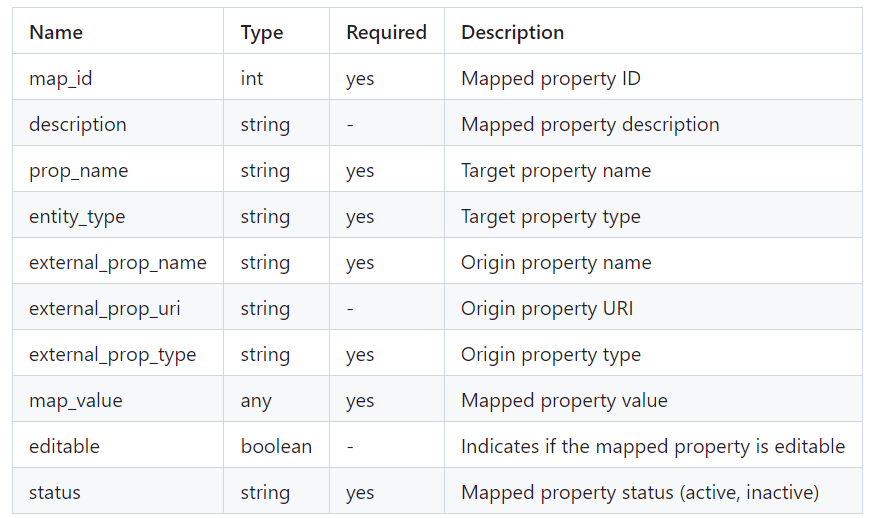 Name Type Required Description
map_id int yes Mapped property ID
description string - Mapped property description
prop_name string yes Target property name
entity_type string yes Target property type
external_prop_name string yes Origin property name
external_prop_uri string - Origin property URI
external_prop_type string yes Origin property type
map_value any yes Mapped property value
editable boolean - Indicates if the mapped property is editable
status string yes Mapped property status (active, inactive)